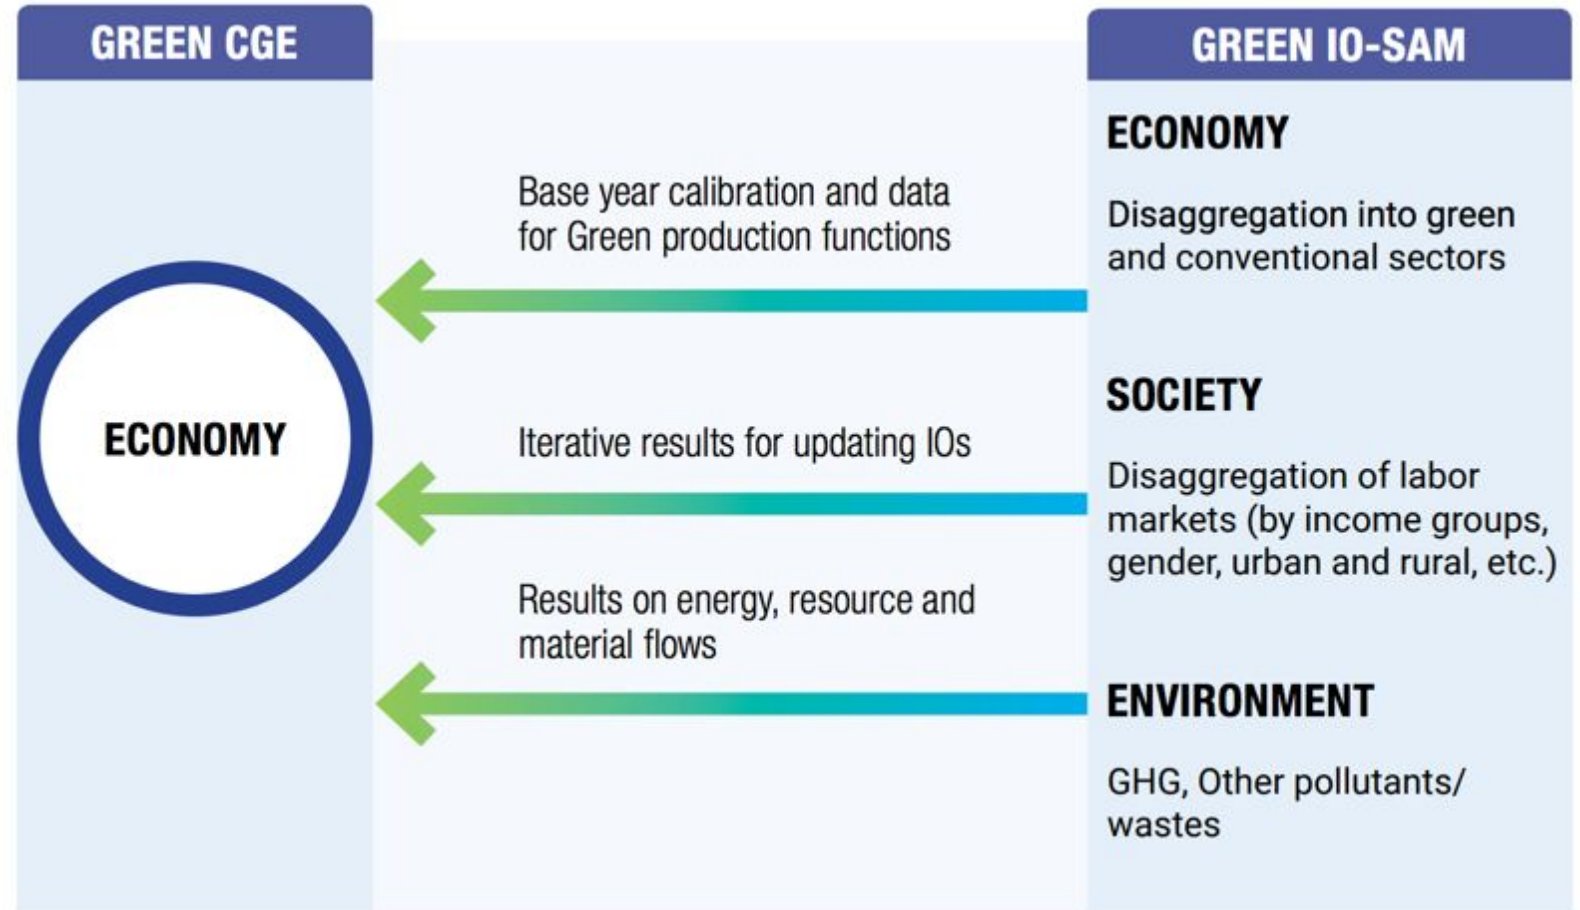 GREEN CGE
ECONOMY
Base year calibration and data
for Green production functions
Iterative results for updating IOs
Results on energy, resource and
material flows
GREEN IO-SAM
ECONOMY
Disaggregation into green
and conventional sectors
SOCIETY
Disaggregation of labor
markets (by income groups,
gender, urban and rural, etc.)
ENVIRONMENT
GHG, Other pollutants/
wastes